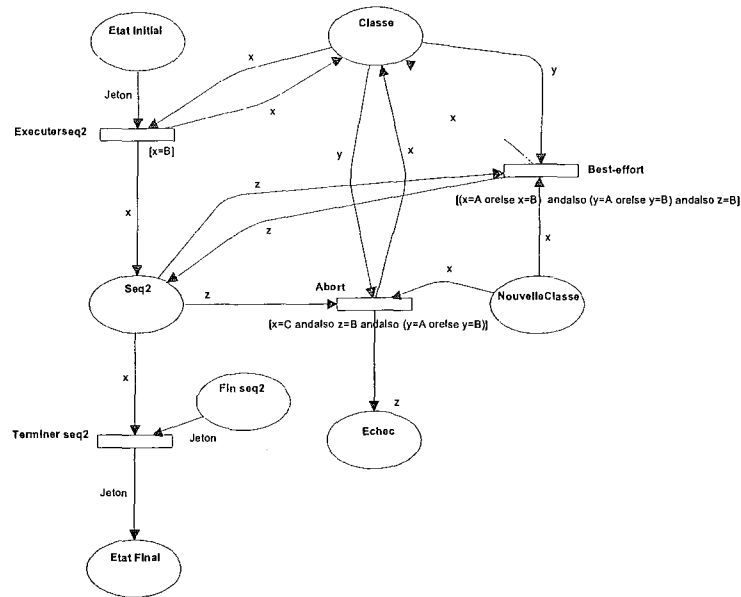 Classe
Etat Initial
x
y
Jeton
x
x
Executerseq2
[x=B]
y
x
Best-effort
z
[(x=A orelse x=B) andalso (y=A orelse y=B) andalso z=B]
x
z
x
Seq2
z
Abort
x
NouvelleClasse
[x=C andalso z=B andalso (y=A orelse y=B)]
x
Fin seq2
z
Terminer seq2
Jeton
Echec
Jeton
Etat Final